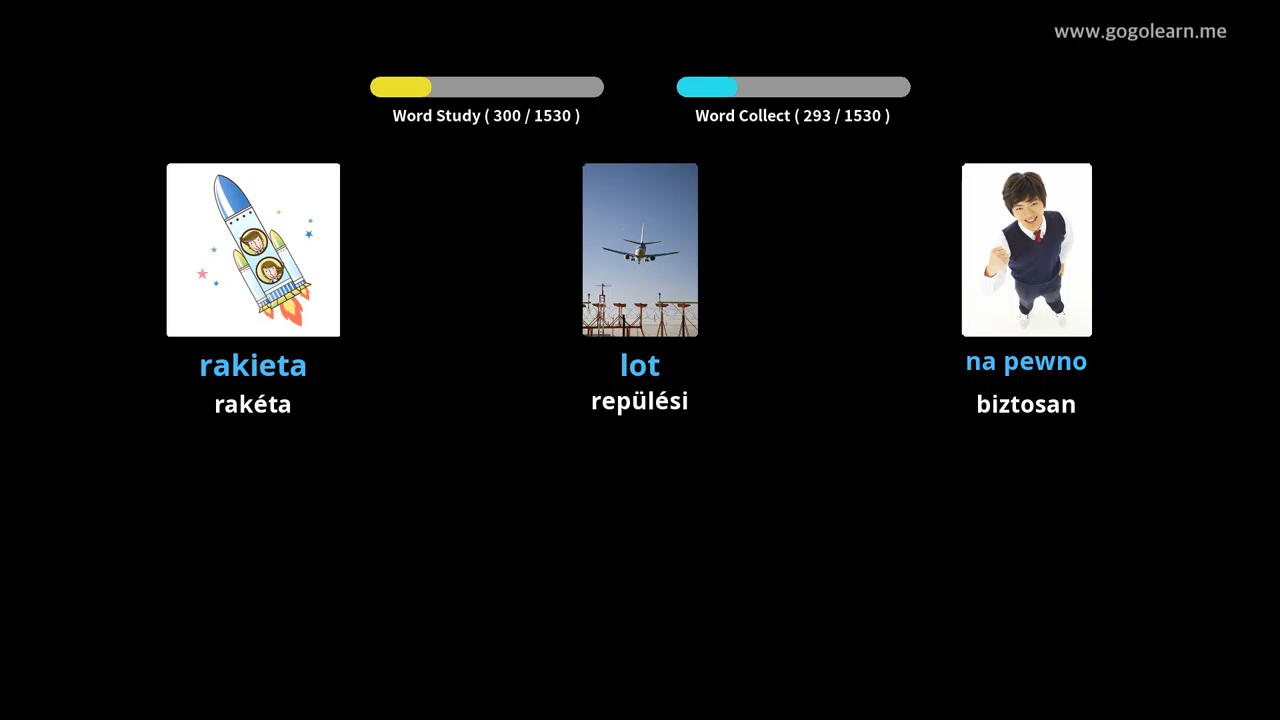 www.gogolearn.me
Word Study ( 300 / 1530 )
Word Collect ( 293 / 1530 )
rakieta
lot
na pewno
rakéta
repülési
biztosan